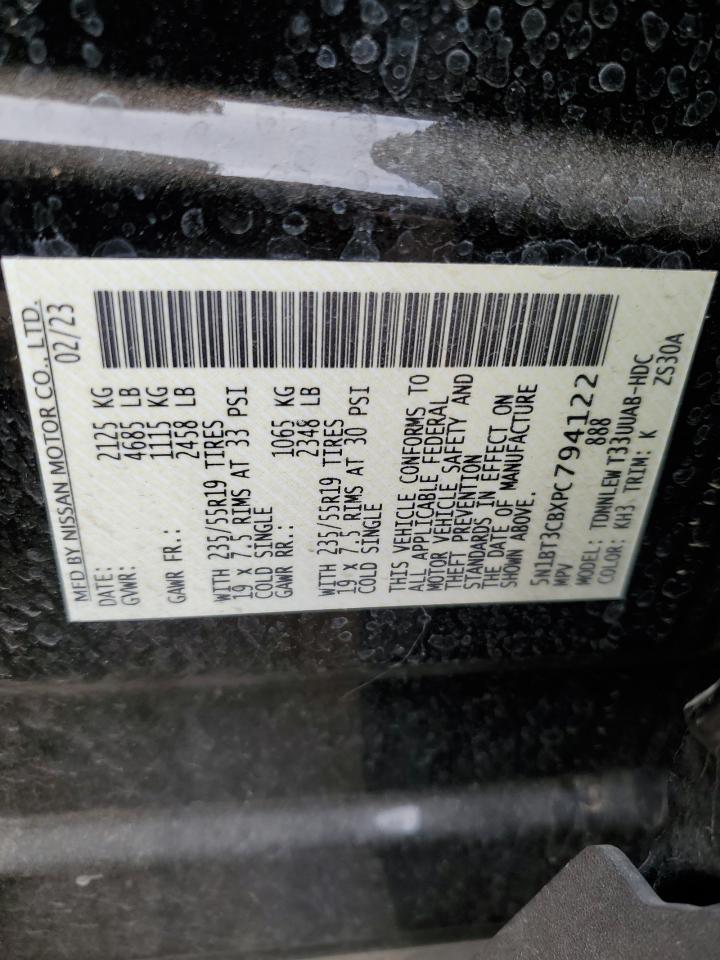 MFD BY NISSAN MOTOR CO., LTD.
DATE: 02/23
GVWR: 2125 KG
4685 LB
GAWR FR.: 1115 KG
2458 LB
WITH 235/55R19 TIRES
19 X 7.5 RIMS AT 33 PSI
COLD SINGLE
GAWR RR.: 1065 KG
2348 LB
WITH 235/55R19 TIRES
19 X 7.5 RIMS AT 30 PSI
COLD SINGLE
THIS VEHICLE CONFORMS TO
ALL APPLICABLE FEDERAL
MOTOR VEHICLE SAFETY AND
THEFT PREVENTION
STANDARDS IN EFFECT ON
THE DATE OF MANUFACTURE
SHOWN ABOVE.
5N1BT3CBXPC794122
MPV 888
MODEL: TDNNLEW T33UUAB-HDC
COLOR: KH3 TRIM: K ZS30A